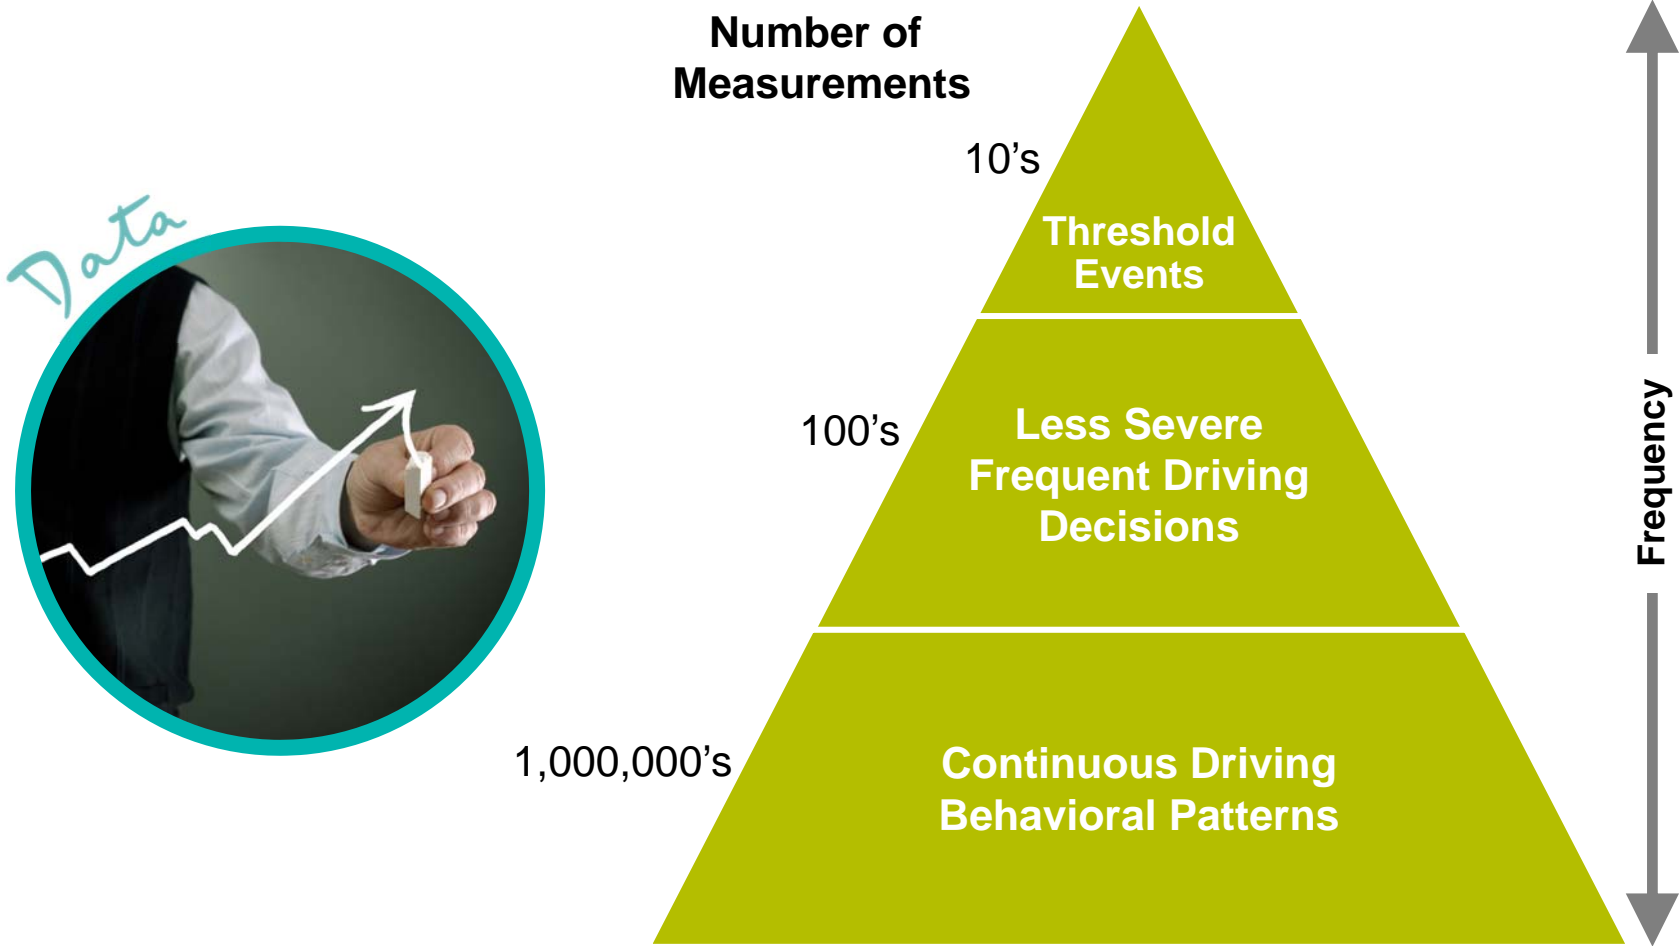 Data
Number of
Measurements
10’s
Threshold
Events
100’s
Less Severe
Frequent Driving
Decisions
1,000,000’s
Continuous Driving
Behavioral Patterns
Frequency